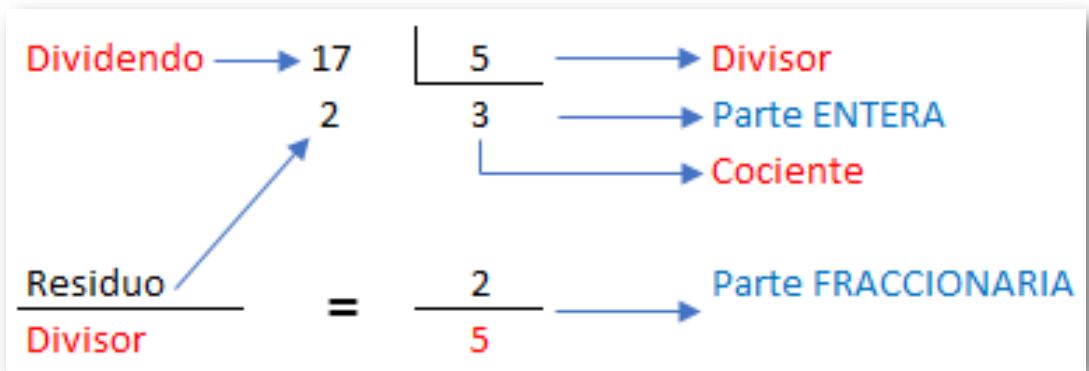 Dividendo 17 5 Divisor
2 3 Parte ENTERA
Cociente
Residuo = 2 Parte FRACCIONARIA
Divisor 5